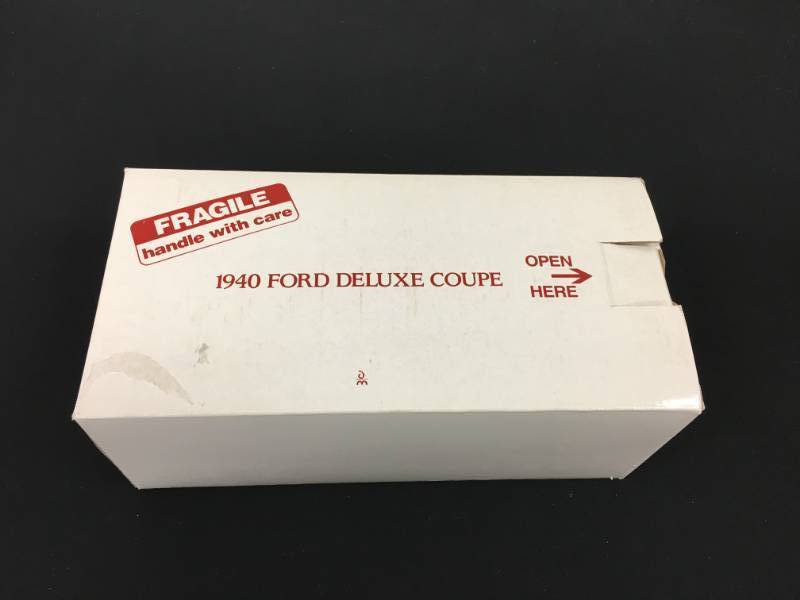 FRAGILE
handle with care
1940 FORD DELUXE COUPE
OPEN
HERE